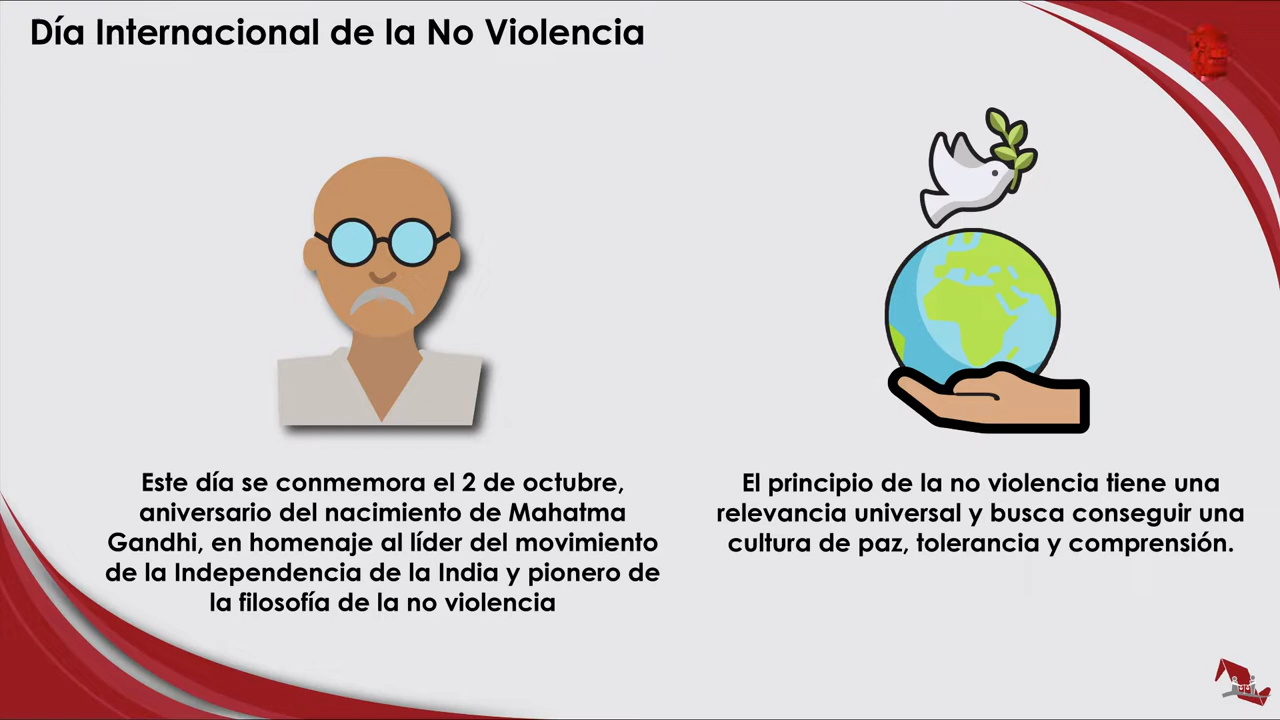 Día Internacional de la No Violencia
Este día se conmemora el 2 de octubre,
aniversario del nacimiento de Mahatma
Gandhi, en homenaje al líder del movimiento
de la Independencia de la India y pionero de
la filosofía de la no violencia
El principio de la no violencia tiene una
relevancia universal y busca conseguir una
cultura de paz, tolerancia y comprensión.